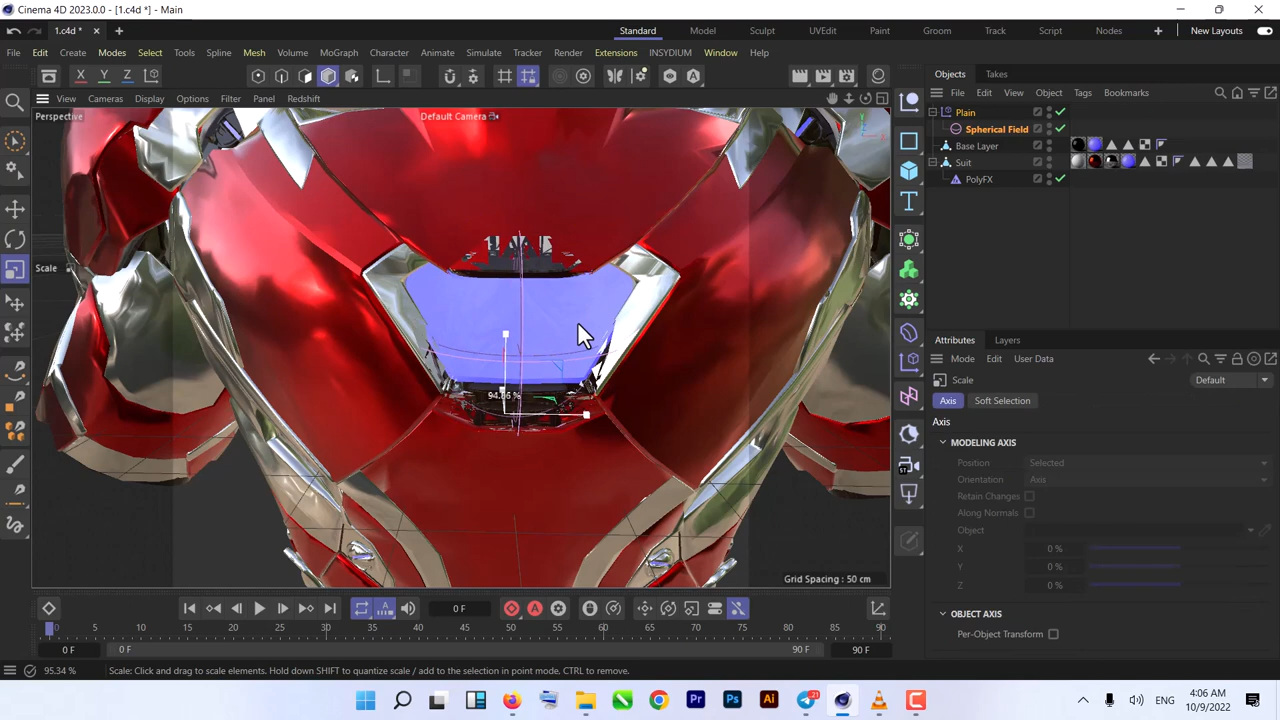 Cinema 4D 2023.0.0 - [1.c4d *] - Main
1.c4d *
Standard Model Sculpt UVEdit Paint Groom Track Script Nodes New Layouts
File Edit Create Modes Select Tools Spline Mesh Volume MoGraph Character Animate Simulate Tracker Render Extensions INSYDIUM Window Help
X Y Z
View Cameras Display Options Filter Panel Redshift
Perspective
Default Camera
Y
Scale
94.66 %
Grid Spacing : 50 cm
Objects Takes
File Edit View Object Tags Bookmarks
Plain
Spherical Field
Base Layer
Suit
PolyFX
Attributes Layers
Mode Edit User Data
Scale Default
Axis Soft Selection
Axis
MODELING AXIS
Position Selected
Orientation Axis
Retain Changes
Along Normals
Object
X 0 %
Y 0 %
Z 0 %
OBJECT AXIS
Per-Object Transform
0 F
0 5 10 15 20 25 30 35 40 45 50 55 60 65 70 75 80 85 90
0 F 0 F 90 F 90 F
95.34 % Scale: Click and drag to scale elements. Hold down SHIFT to quantize scale / add to the selection in point mode, CTRL to remove.
Pr Ps Ai 21 ENG 4:06 AM
10/9/2022